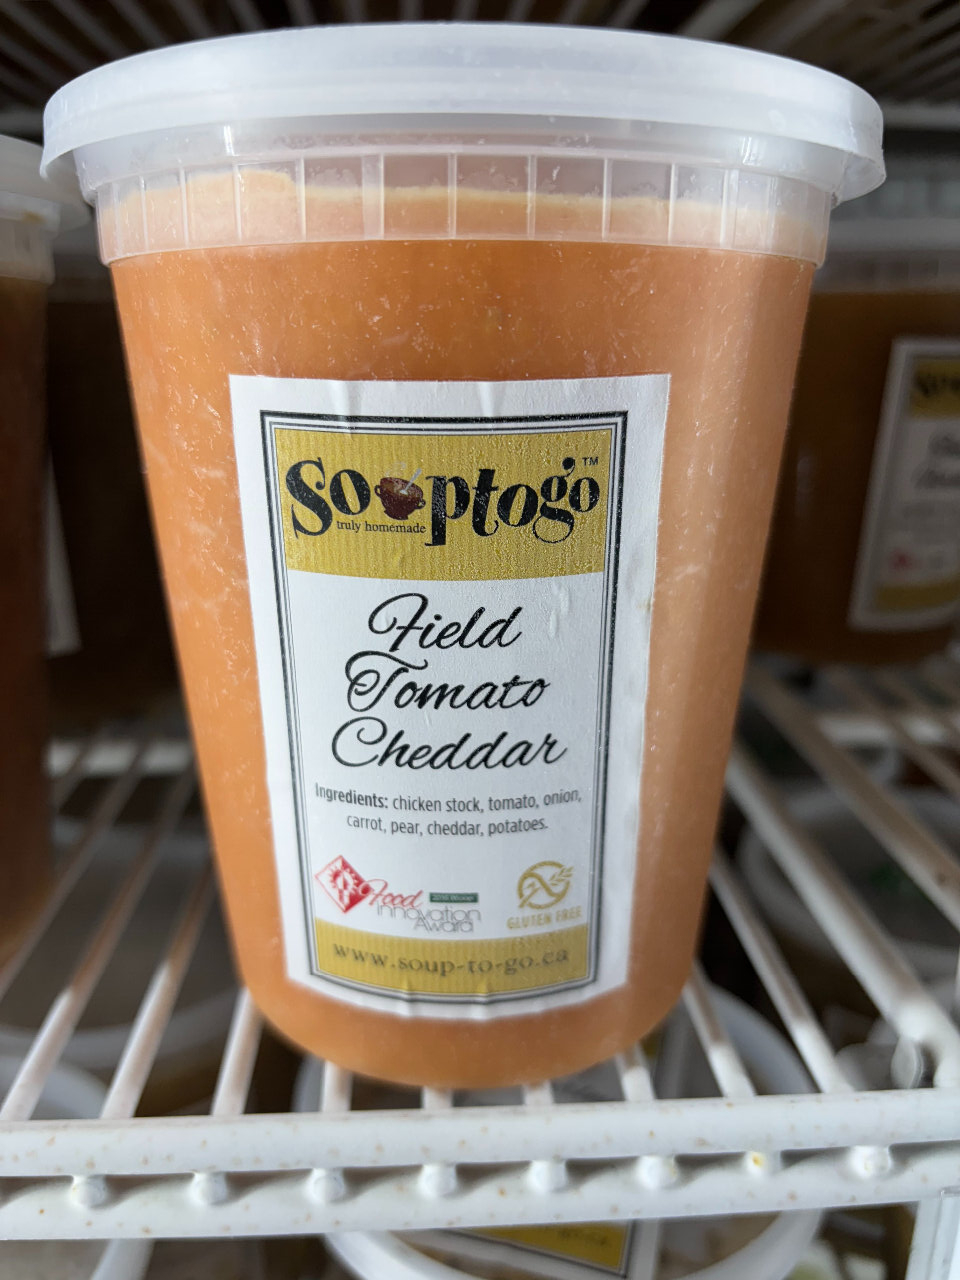 Souptogo™
truly homemade
Field
Tomato
Cheddar
Ingredients: chicken stock, tomato, onion,
carrot, pear, cheddar, potatoes.
Food
Innovation
Award
GLUTEN FREE
www.soup-to-go.ca